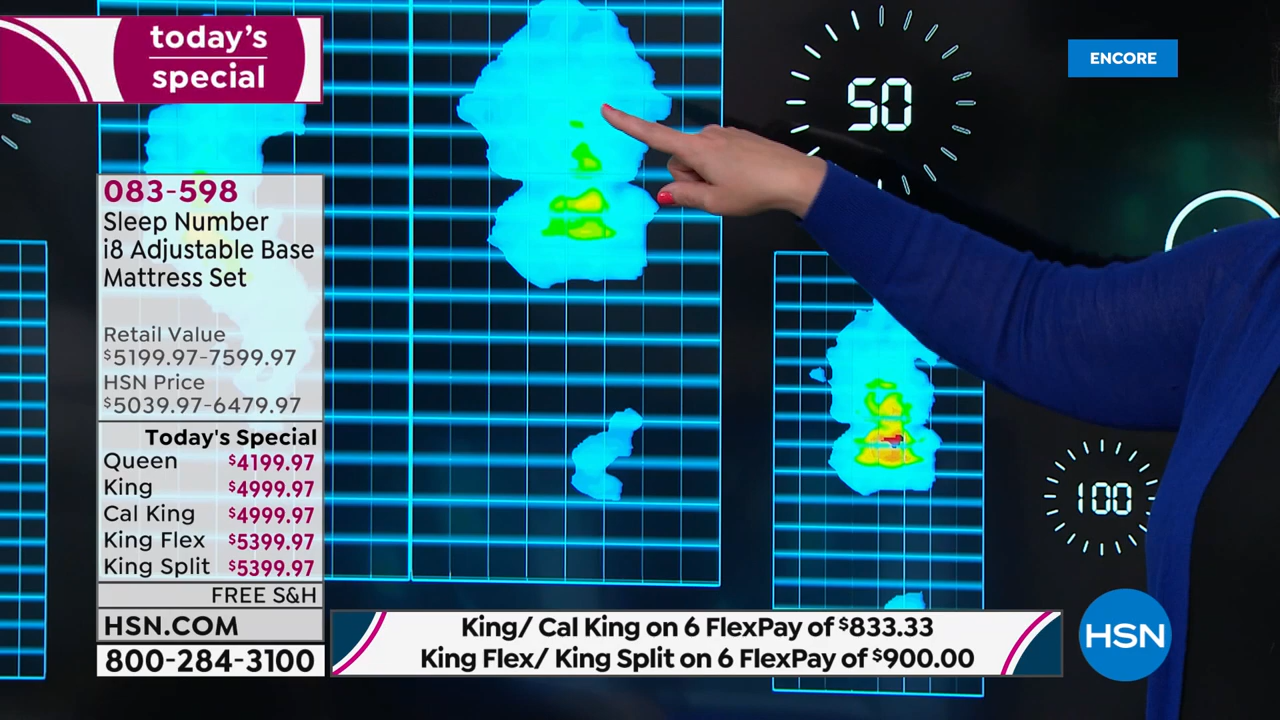 today's
special
50
ENCORE
083-598
Sleep Number
i8 Adjustable Base
Mattress Set
Retail Value
$5199.97-7599.97
HSN Price
$5039.97-6479.97
Today's Special
Queen $4199.97
King $4999.97
Cal King $4999.97
King Flex $5399.97
King Split $5399.97
FREE S&H
HSN.COM
800-284-3100
100
King/ Cal King on 6 FlexPay of $833.33
King Flex/ King Split on 6 FlexPay of $900.00
HSN